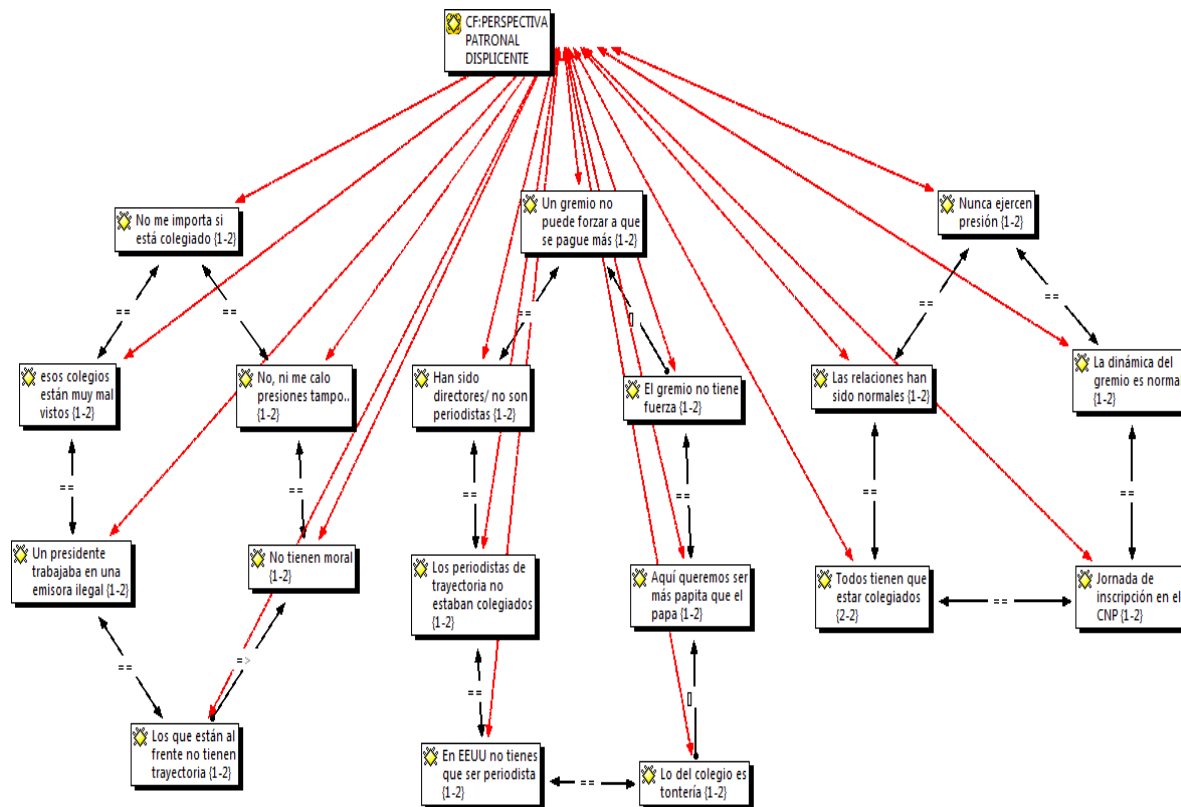 CF:PERSPECTIVA
PATRONAL
DISPLICENTE
No me importa si
está colegiado {1-2}
Un gremio no
puede forzar a que
se pague más {1-2}
Nunca ejercen
presión {1-2}
==
==
==
[]
==
==
esos colegios
están muy mal
vistos {1-2}
No, ni me calo
presiones tampo..
{1-2}
Han sido
directores/ no son
periodistas {1-2}
El gremio no tiene
fuerza {1-2}
Las relaciones han
sido normales {1-2}
La dinámica del
gremio es normal
{1-2}
==
==
==
==
==
==
Un presidente
trabajaba en una
emisora ilegal {1-2}
No tienen moral
{1-2}
Los periodistas de
trayectoria no
estaban colegiados
{1-2}
Aquí queremos ser
más papita que el
papa {1-2}
Todos tienen que
estar colegiados
{2-2}
==
Jornada de
inscripción en el
CNP {1-2}
==
=>
==
[]
Los que están al
frente no tienen
trayectoria {1-2}
En EEUU no tienes
que ser periodista
{1-2}
==
Lo del colegio es
tontería {1-2}